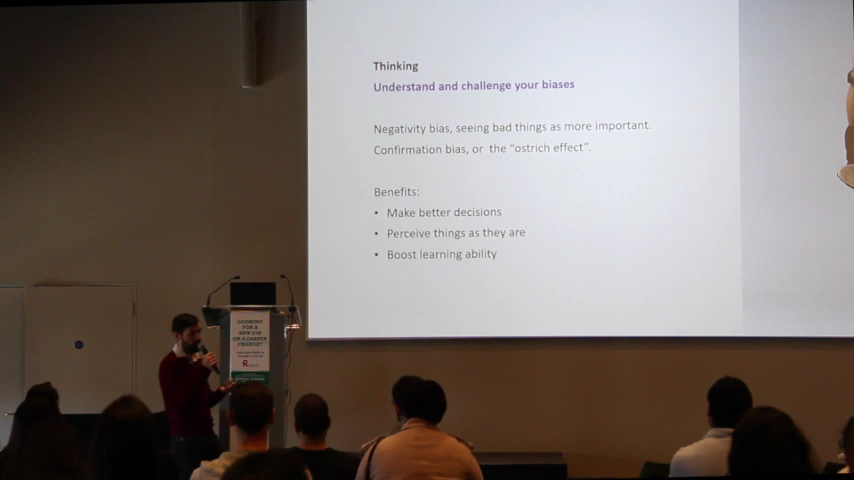 Thinking
Understand and challenge your biases
Negativity bias, seeing bad things as more important.
Confirmation bias, or the “ostrich effect”.
Benefits:
• Make better decisions
• Perceive things as they are
• Boost learning ability
LOOKING
FOR A
NEW JOB
OR A CAREER
CHANGE?